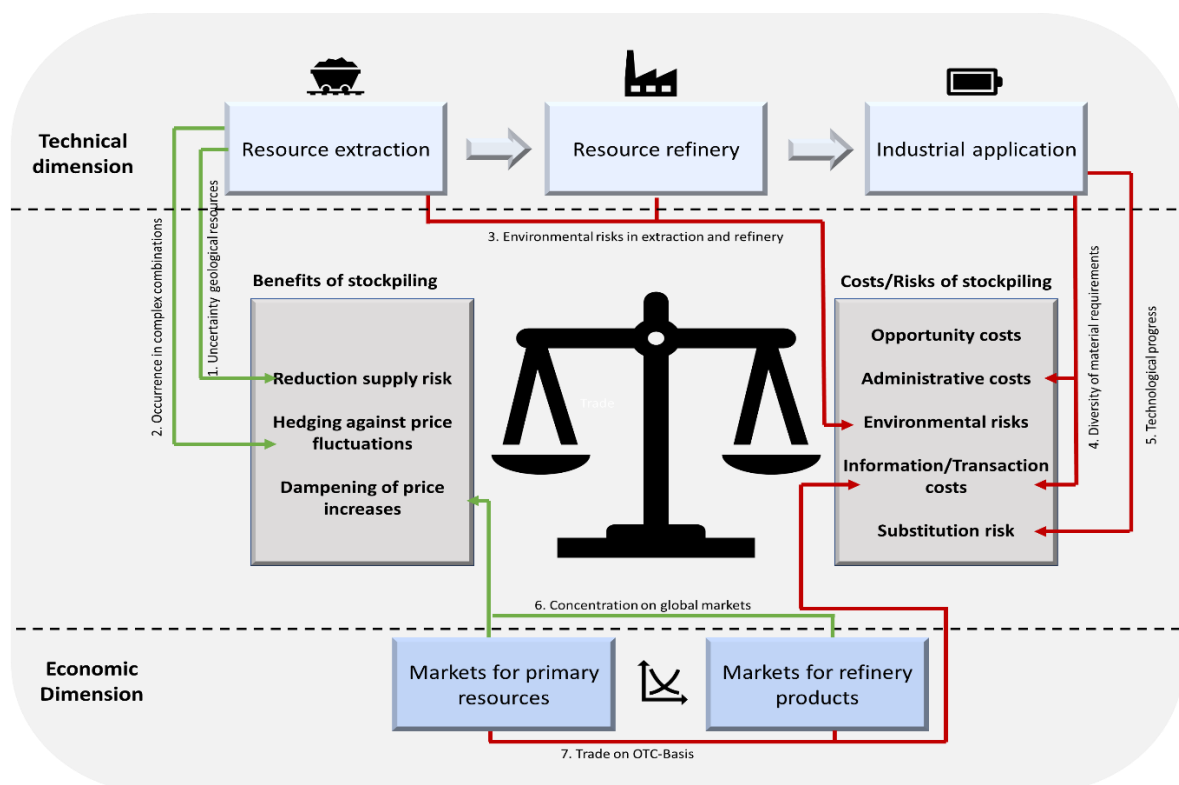 Technical
dimension
Resource extraction
Resource refinery
Industrial application
1. Uncertainty geological resources
2. Occurrence in complex combinations
3. Environmental risks in extraction and refinery
Benefits of stockpiling
Reduction supply risk
Hedging against price
fluctuations
Dampening of price
increases
Trade
Costs/Risks of stockpiling
Opportunity costs
Administrative costs
Environmental risks
Information/Transaction
costs
Substitution risk
4. Diversity of material requirements
5. Technological progress
6. Concentration on global markets
Economic
Dimension
Markets for primary
resources
Markets for refinery
products
7. Trade on OTC-Basis